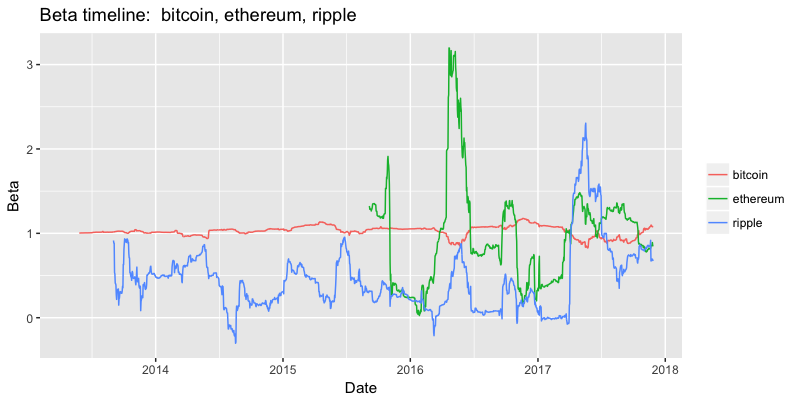 Beta timeline:  bitcoin, ethereum, ripple
3
2
1
0
Beta
2014 2015 2016 2017 2018
Date
bitcoin
ethereum
ripple